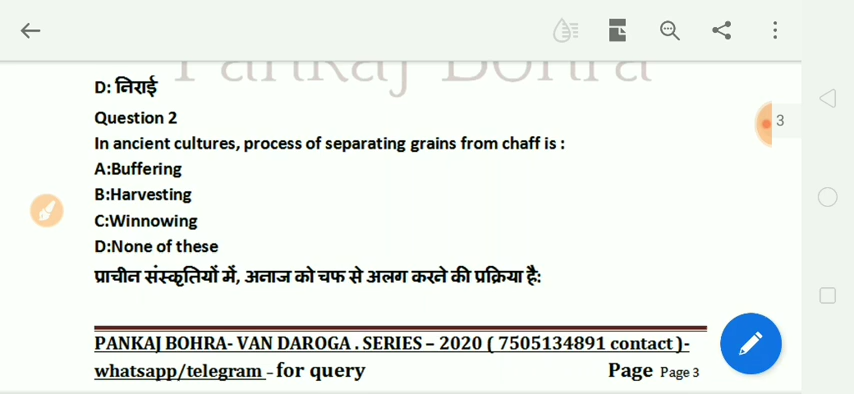 Pankaj Bohra
3
D: निराई
Question 2
In ancient cultures, process of separating grains from chaff is :
A:Buffering
B:Harvesting
C:Winnowing
D:None of these
प्राचीन संस्कृतियों में, अनाज को चफ से अलग करने की प्रक्रिया है:
PANKAJ BOHRA- VAN DAROGA . SERIES – 2020 ( 7505134891 contact )-
whatsapp/telegram – for query Page Page 3